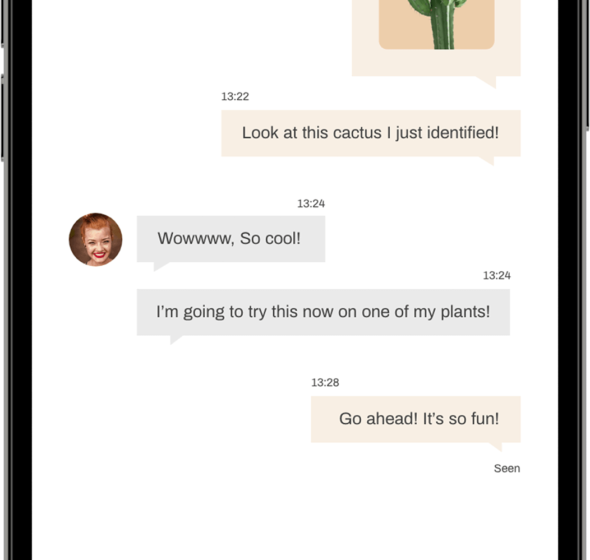 13:22
Look at this cactus I just identified!
13:24
Wowwww, So cool!
13:24
I’m going to try this now on one of my plants!
13:28
Go ahead! It’s so fun!
Seen